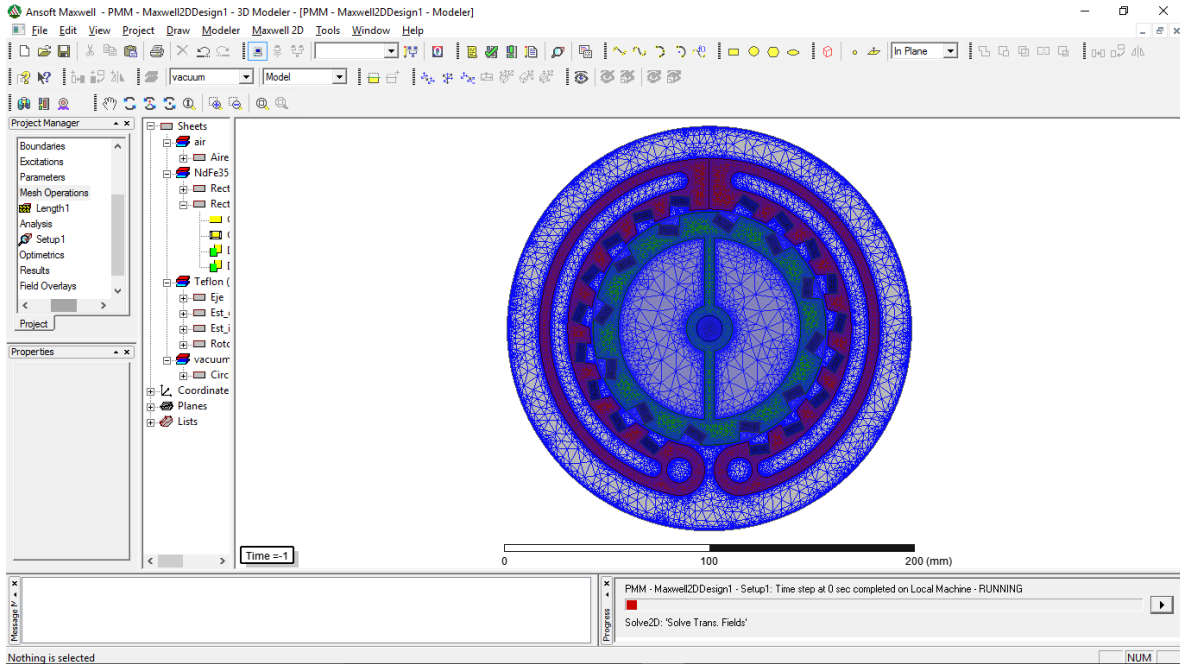 Ansoft Maxwell - PMM - Maxwell2DDesign1 - 3D Modeler - [PMM - Maxwell2DDesign1 - Modeler]
File Edit View Project Draw Modeler Maxwell 2D Tools Window Help
In Plane
vacuum Model
Project Manager
Boundaries
Excitations
Parameters
Mesh Operations
Length1
Analysis
Setup1
Optimetrics
Results
Field Overlays
Project
Properties
Sheets
air
Aire
NdFe35
Rect
Rect
Teflon (
Eje
Est_
Est_i
Roto
vacuum
Circ
Coordinate
Planes
Lists
Time =-1
0 100 200 (mm)
Progress
PMM - Maxwell2DDesign1 - Setup1: Time step at 0 sec completed on Local Machine - RUNNING
Solve2D: 'Solve Trans. Fields'
Nothing is selected
NUM